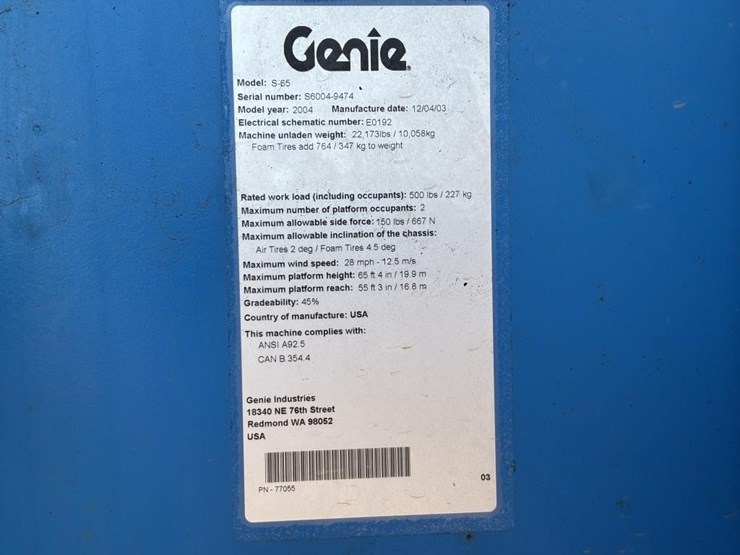 Genie
Model: S-65
Serial number: S6004-9474
Model year: 2004 Manufacture date: 12/04/03
Electrical schematic number: E0192
Machine unladen weight: 22,173lbs / 10,058kg
Foam Tires add 764 / 347 kg to weight
Rated work load (including occupants): 500 lbs / 227 kg
Maximum number of platform occupants: 2
Maximum allowable side force: 150 lbs / 667 N
Maximum allowable inclination of the chassis:
Air Tires 2 deg / Foam Tires 4.5 deg
Maximum wind speed: 28 mph - 12.5 m/s
Maximum platform height: 65 ft 4 in / 19.9 m
Maximum platform reach: 55 ft 3 in / 16.8 m
Gradeability: 45%
Country of manufacture: USA
This machine complies with:
ANSI A92.5
CAN B.354.4
Genie Industries
18340 NE 76th Street
Redmond WA 98052
USA
PN - 77055
03